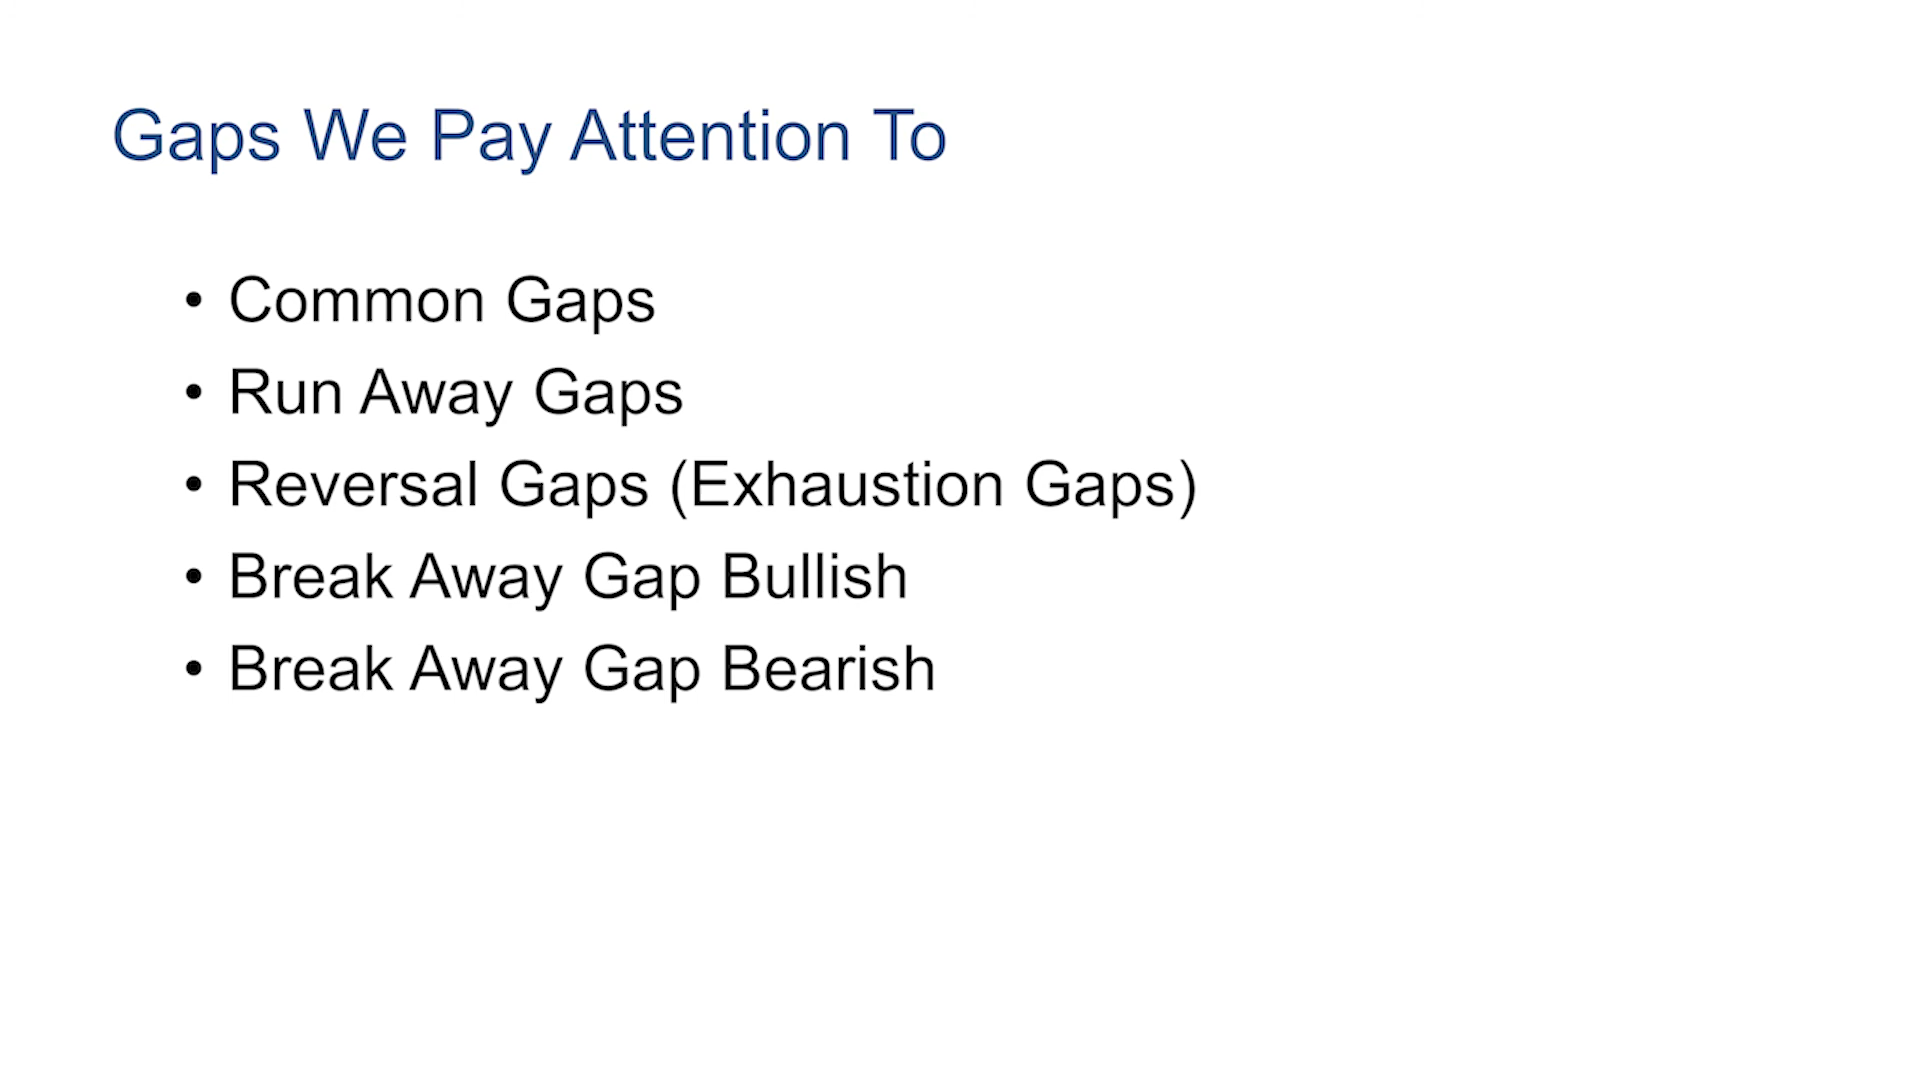 Gaps We Pay Attention To
• Common Gaps
• Run Away Gaps
• Reversal Gaps (Exhaustion Gaps)
• Break Away Gap Bullish
• Break Away Gap Bearish